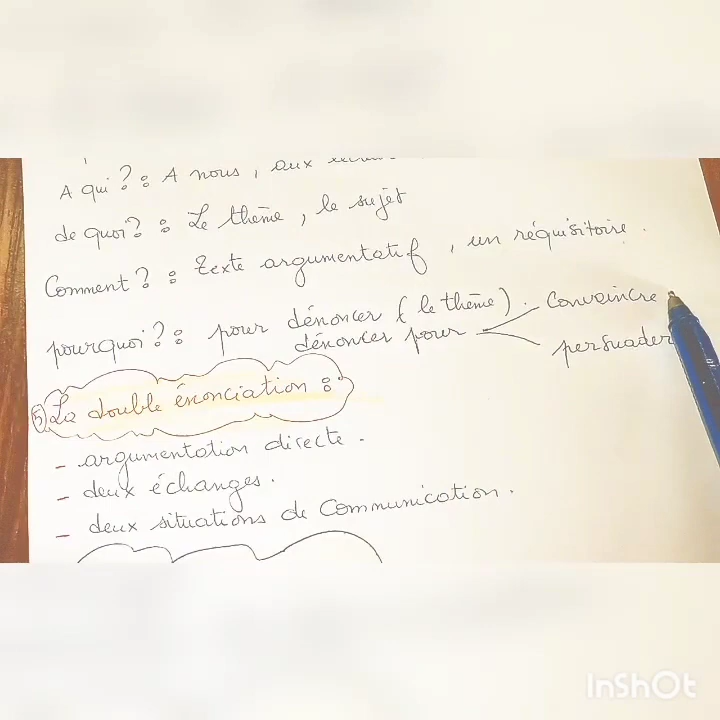 A qui ? : A nous, aux
de quoi ? : Le thème, le sujet
Comment ? : Texte argumentatif, un réquisitoire.
pourquoi ? : pour dénoncer (le thème). convaincre
dénoncer pour persuader
⑤ La double énonciation :
- argumentation directe.
- deux échanges.
- deux situations de communication.
InShOt